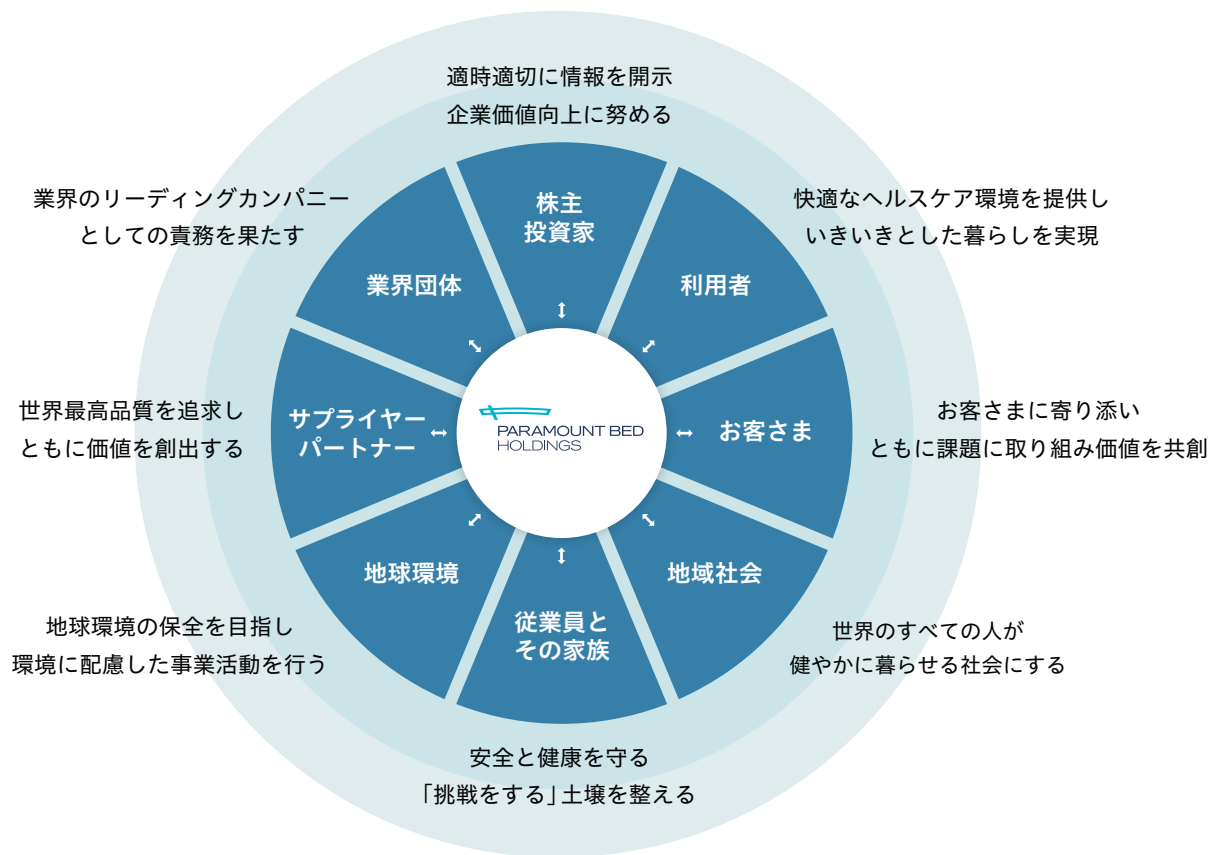 適時適切に情報を開示
企業価値向上に努める
株主
投資家
快適なヘルスケア環境を提供し
いきいきとした暮らしを実現
利用者
お客さまに寄り添い
ともに課題に取り組み価値を共創
お客さま
世界のすべての人が
健やかに暮らせる社会にする
地域社会
安全と健康を守る
「挑戦をする」土壌を整える
従業員と
その家族
地球環境の保全を目指し
環境に配慮した事業活動を行う
地球環境
世界最高品質を追求し
ともに価値を創出する
サプライヤー
パートナー
業界のリーディングカンパニー
としての責務を果たす
業界団体
PARAMOUNT BED
HOLDINGS